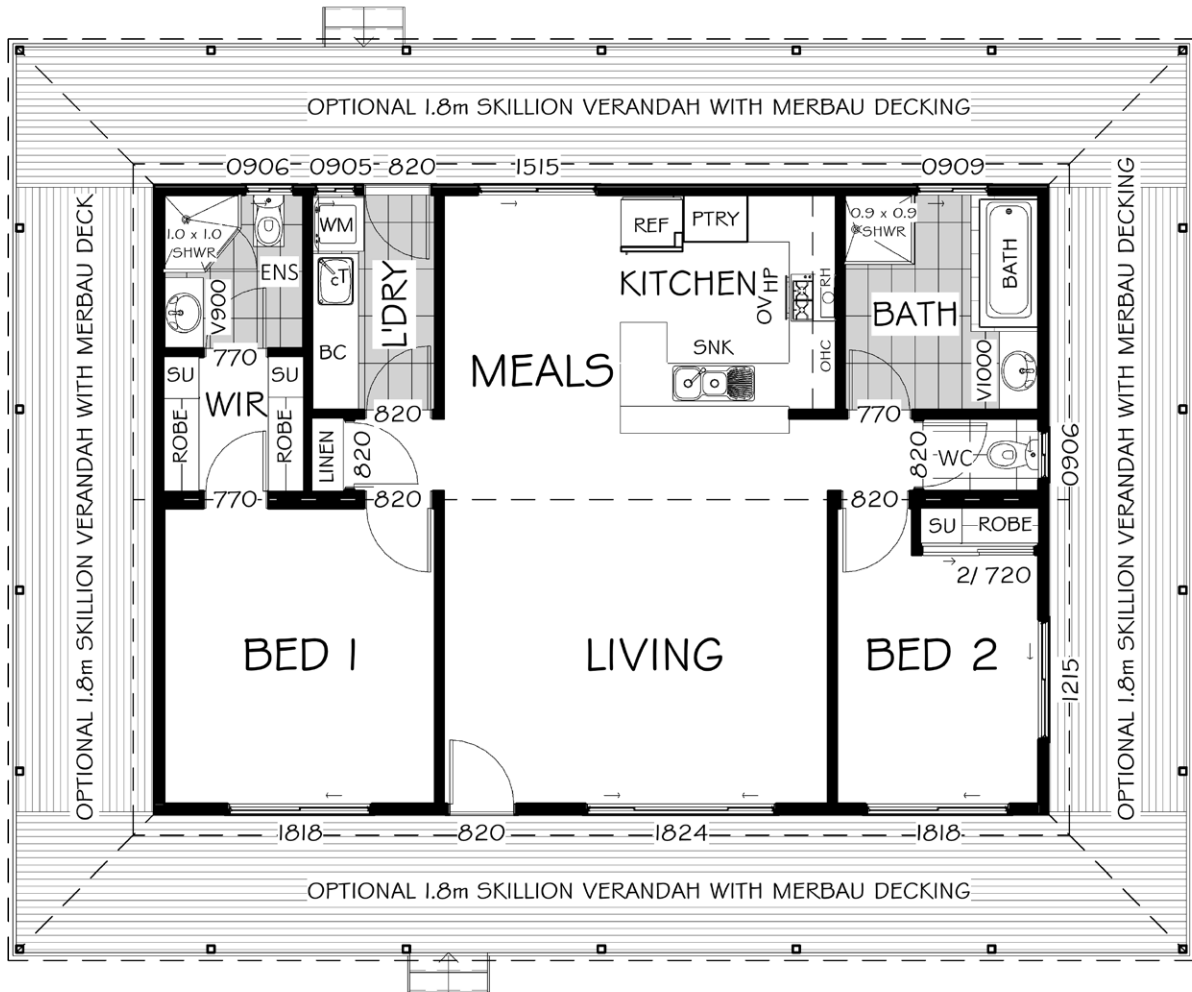 OPTIONAL 1.8m SKILLION VERANDAH WITH MERBAU DECKING
0906 0905 820 1515 0909
OPTIONAL 1.8m SKILLION VERANDAH WITH MERBAU DECK
1.0 x 1.0
SHWR
ENS
V900
WM
cT
BC
L'DRY
REF
PTRY
KITCHEN
OV HP
RH
OHC
SNK
MEALS
0.9 x 0.9
SHWR
BATH
BATH
V1000
770
SU
SU
WIR
ROBE
ROBE
820
LINEN
820
770
820
WC
0906
770
820
820
SU
ROBE
2/ 720
BED 1
LIVING
BED 2
1215
OPTIONAL 1.8m SKILLION VERANDAH WITH MERBAU DECKING
1818 820 1824 1818
OPTIONAL 1.8m SKILLION VERANDAH WITH MERBAU DECKING